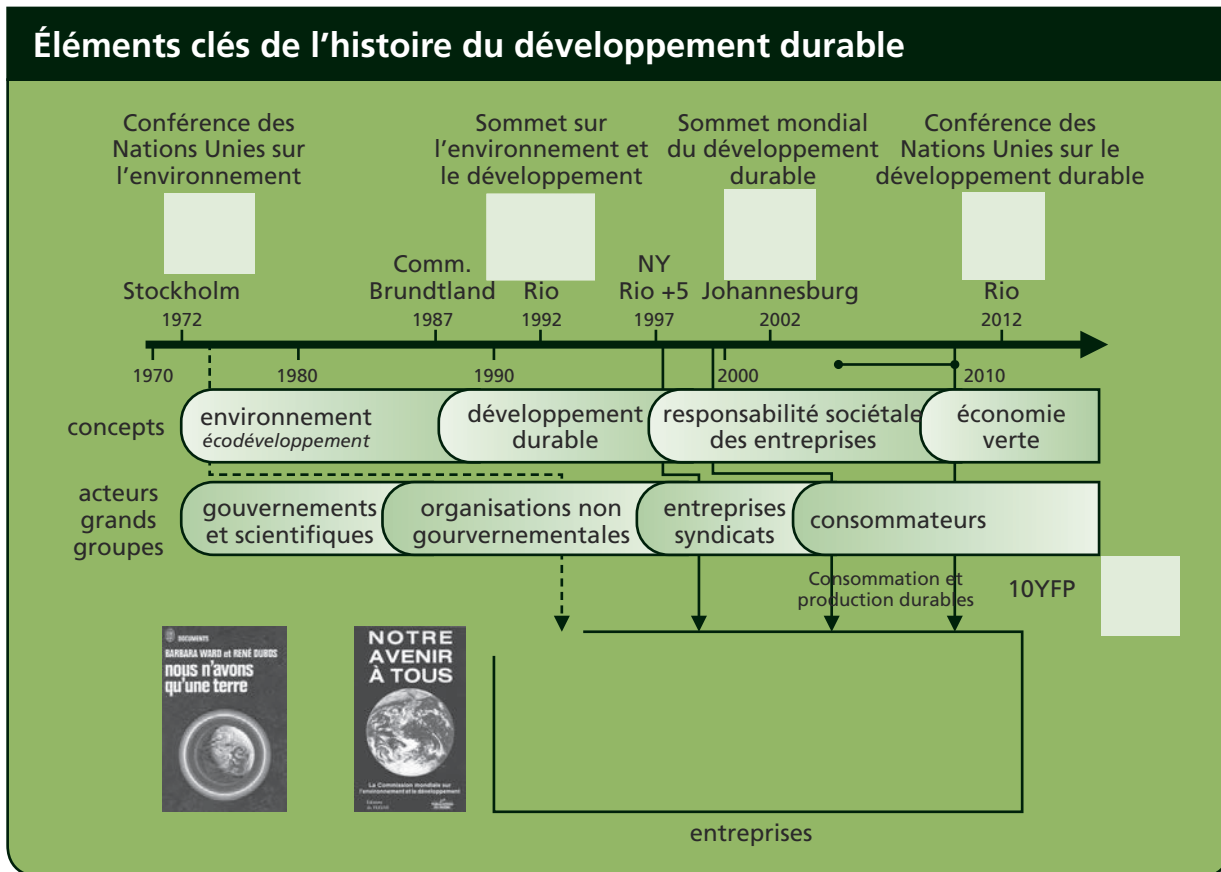 Éléments clés de l'histoire du développement durable
Conférence des
Nations Unies sur
l'environnement
Sommet sur
l'environnement et
le développement
Sommet mondial
du développement
durable
Conférence des
Nations Unies sur le
développement durable
Stockholm
Comm.
Brundtland
Rio
NY
Rio +5
Johannesburg
Rio
1972
1987
1992
1997
2002
2012
1970
1980
1990
2000
2010
concepts
environnement
écodéveloppement
développement
durable
responsabilité sociétale
des entreprises
économie
verte
acteurs
grands
groupes
gouvernements
et scientifiques
organisations non
gourvernementales
entreprises
syndicats
consommateurs
Consommation et
production durables
10YFP
DOCUMENTS
BARBARA WARD et RENÉ DUBOS
nous n'avons
qu'une terre
NOTRE
AVENIR
À TOUS
La Commission mondiale sur
l'environnement et le développement
entreprises